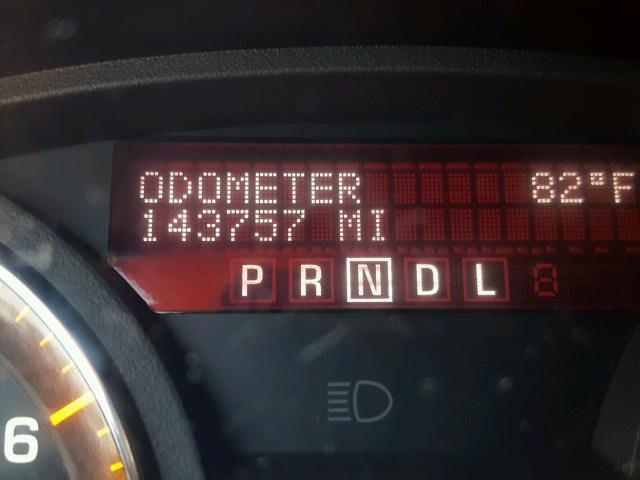 ODOMETER 82°F
143757 MI
P R N D L
6